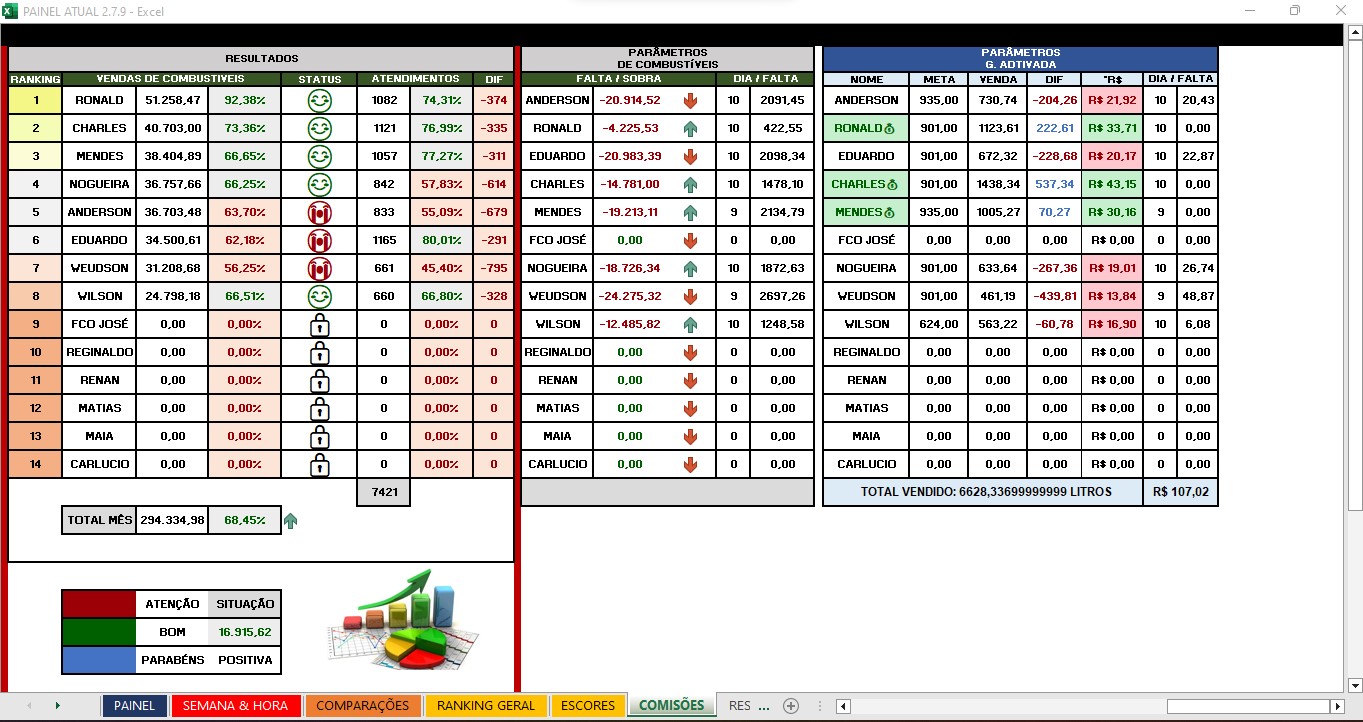 PAINEL ATUAL 2.7.9 - Excel
RESULTADOS
RANKING VENDAS DE COMBUSTIVEIS STATUS ATENDIMENTOS DIF
1 RONALD 51.258,47 92,38% 1082 74,31% -374
2 CHARLES 40.703,00 73,36% 1121 76,99% -335
3 MENDES 38.404,89 66,65% 1057 77,27% -311
4 NOGUEIRA 36.757,66 66,25% 842 57,83% -614
5 ANDERSON 36.703,48 63,70% 833 55,09% -679
6 EDUARDO 34.500,61 62,18% 1165 80,01% -291
7 WEUDSON 31.208,68 56,25% 661 45,40% -795
8 WILSON 24.798,18 66,51% 660 66,80% -328
9 FCO JOSÉ 0,00 0,00% 0 0,00% 0
10 REGINALDO 0,00 0,00% 0 0,00% 0
11 RENAN 0,00 0,00% 0 0,00% 0
12 MATIAS 0,00 0,00% 0 0,00% 0
13 MAIA 0,00 0,00% 0 0,00% 0
14 CARLUCIO 0,00 0,00% 0 0,00% 0
7421
TOTAL MÊS 294.334,98 68,45%
ATENÇÃO SITUAÇÃO
BOM 16.915,62
PARABÉNS POSITIVA
PARÂMETROS
DE COMBUSTÍVEIS
FALTA / SOBRA DIA / FALTA
ANDERSON -20.914,52 10 2091,45
RONALD -4.225,53 10 422,55
EDUARDO -20.983,39 10 2098,34
CHARLES -14.781,00 10 1478,10
MENDES -19.213,11 9 2134,79
FCO JOSÉ 0,00 0 0,00
NOGUEIRA -18.726,34 10 1872,63
WEUDSON -24.275,32 9 2697,26
WILSON -12.485,82 10 1248,58
REGINALDO 0,00 0 0,00
RENAN 0,00 0 0,00
MATIAS 0,00 0 0,00
MAIA 0,00 0 0,00
CARLUCIO 0,00 0 0,00
PARÂMETROS
G. ADTIVADA
NOME META VENDA DIF "R$ DIA / FALTA
ANDERSON 935,00 730,74 -204,26 R$ 21,92 10 20,43
RONALD 901,00 1123,61 222,61 R$ 33,71 10 0,00
EDUARDO 901,00 672,32 -228,68 R$ 20,17 10 22,87
CHARLES 901,00 1438,34 537,34 R$ 43,15 10 0,00
MENDES 935,00 1005,27 70,27 R$ 30,16 9 0,00
FCO JOSÉ 0,00 0,00 0,00 R$ 0,00 0 0,00
NOGUEIRA 901,00 633,64 -267,36 R$ 19,01 10 26,74
WEUDSON 901,00 461,19 -439,81 R$ 13,84 9 48,87
WILSON 624,00 563,22 -60,78 R$ 16,90 10 6,08
REGINALDO 0,00 0,00 0,00 R$ 0,00 0 0,00
RENAN 0,00 0,00 0,00 R$ 0,00 0 0,00
MATIAS 0,00 0,00 0,00 R$ 0,00 0 0,00
MAIA 0,00 0,00 0,00 R$ 0,00 0 0,00
CARLUCIO 0,00 0,00 0,00 R$ 0,00 0 0,00
TOTAL VENDIDO: 6628,33699999999 LITROS R$ 107,02
PAINEL SEMANA & HORA COMPARAÇÕES RANKING GERAL ESCORES COMISÕES RES ...